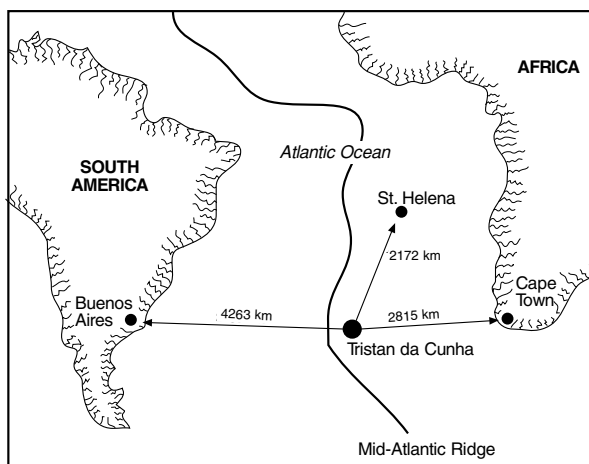 AFRICA
Atlantic Ocean
SOUTH
AMERICA
St. Helena
2172 km
Cape
Town
Buenos
Aires
4263 km
2815 km
Tristan da Cunha
Mid-Atlantic Ridge